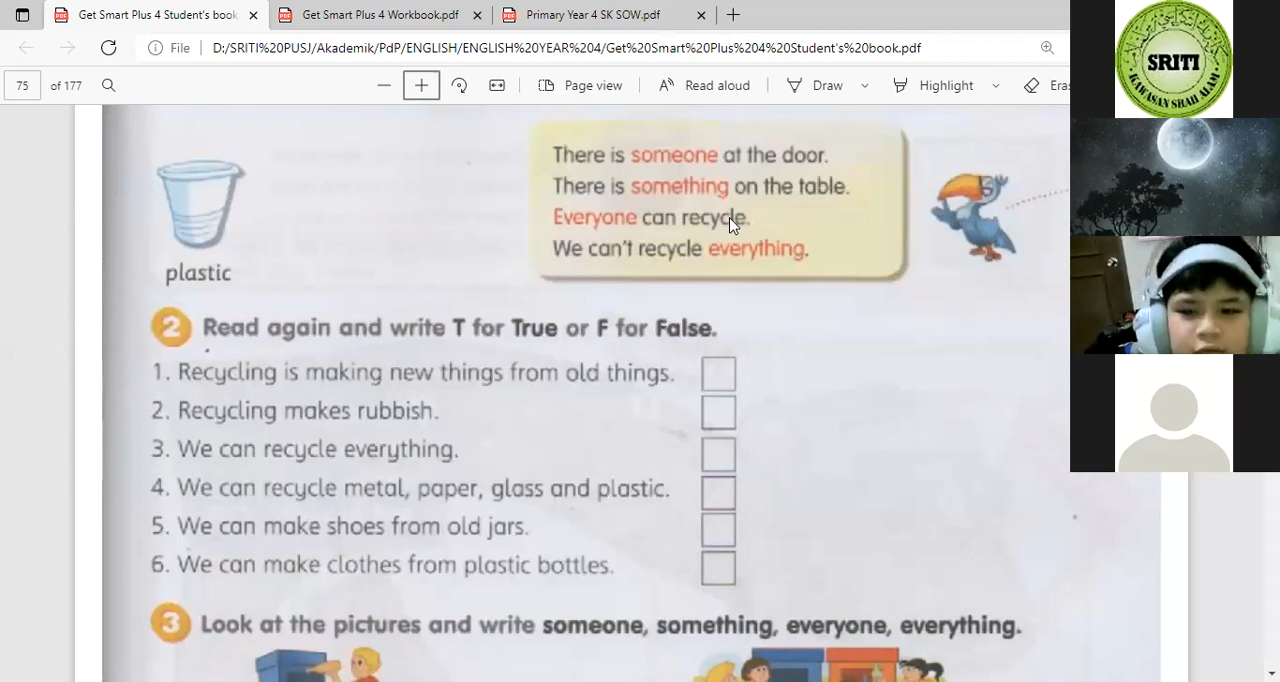 Get Smart Plus 4 Student's book
Get Smart Plus 4 Workbook.pdf
Primary Year 4 SK SOW.pdf
File
D:/SRITI%20PUSJ/Akademik/PdP/ENGLISH/ENGLISH%20YEAR%204/Get%20Smart%20Plus%204%20Student's%20book.pdf
75 of 177
Page view
Read aloud
Draw
Highlight
Eras
SRITI
KAWASAN SHAH ALAM
There is someone at the door.
There is something on the table.
Everyone can recycle.
We can't recycle everything.
plastic
2 Read again and write T for True or F for False.
1. Recycling is making new things from old things.
2. Recycling makes rubbish.
3. We can recycle everything.
4. We can recycle metal, paper, glass and plastic.
5. We can make shoes from old jars.
6. We can make clothes from plastic bottles.
3 Look at the pictures and write someone, something, everyone, everything.